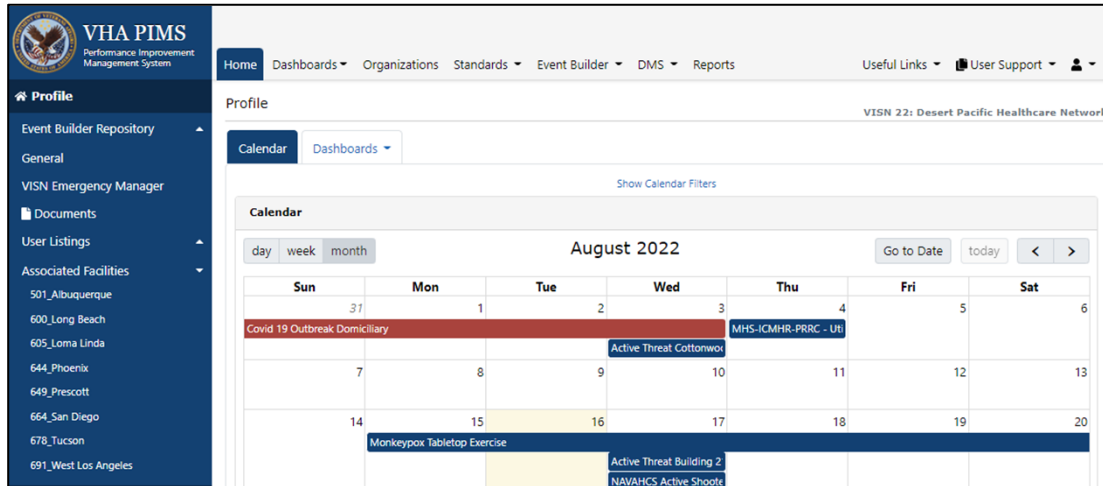 VHA PIMS
Performance Improvement
Management System
Home Dashboards Organizations Standards Event Builder DMS Reports Useful Links User Support
Profile
Event Builder Repository
General
VISN Emergency Manager
Documents
User Listings
Associated Facilities
501_Albuquerque
600_Long Beach
605_Loma Linda
644_Phoenix
649_Prescott
664_San Diego
678_Tucson
691_West Los Angeles
Profile
VISN 22: Desert Pacific Healthcare Network
Calendar Dashboards
Show Calendar Filters
Calendar
day week month August 2022 Go to Date today < >
Sun Mon Tue Wed Thu Fri Sat
31 1 2 3 4 5 6
Covid 19 Outbreak Domiciliary MHS-ICMHR-PRRC - Uti
Active Threat Cottonwoo
7 8 9 10 11 12 13
14 15 16 17 18 19 20
Monkeypox Tabletop Exercise
Active Threat Building 2
NAVAHCS Active Shoote